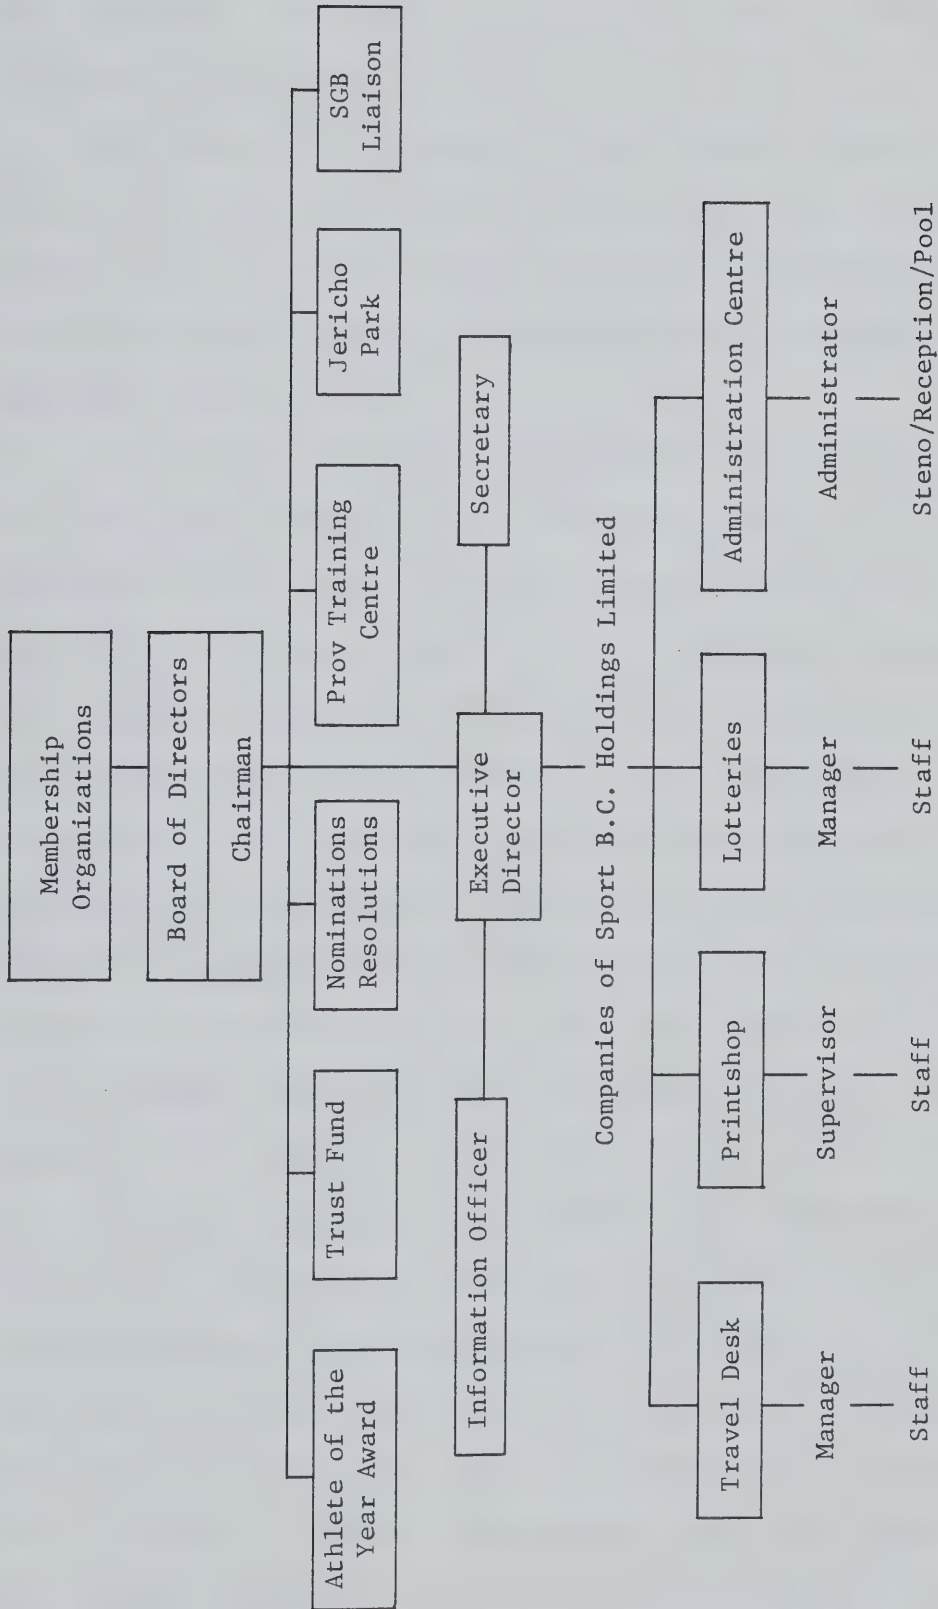 Membership
Organizations
Board of Directors
Chairman
Athlete of the
Year Award
Trust Fund
Nominations
Resolutions
Prov Training
Centre
Jericho
Park
SGB
Liaison
Information Officer
Executive
Director
Secretary
Companies of Sport B.C. Holdings Limited
Travel Desk
Printshop
Lotteries
Administration Centre
Manager
Supervisor
Manager
Administrator
Staff
Staff
Staff
Steno/Reception/Pool